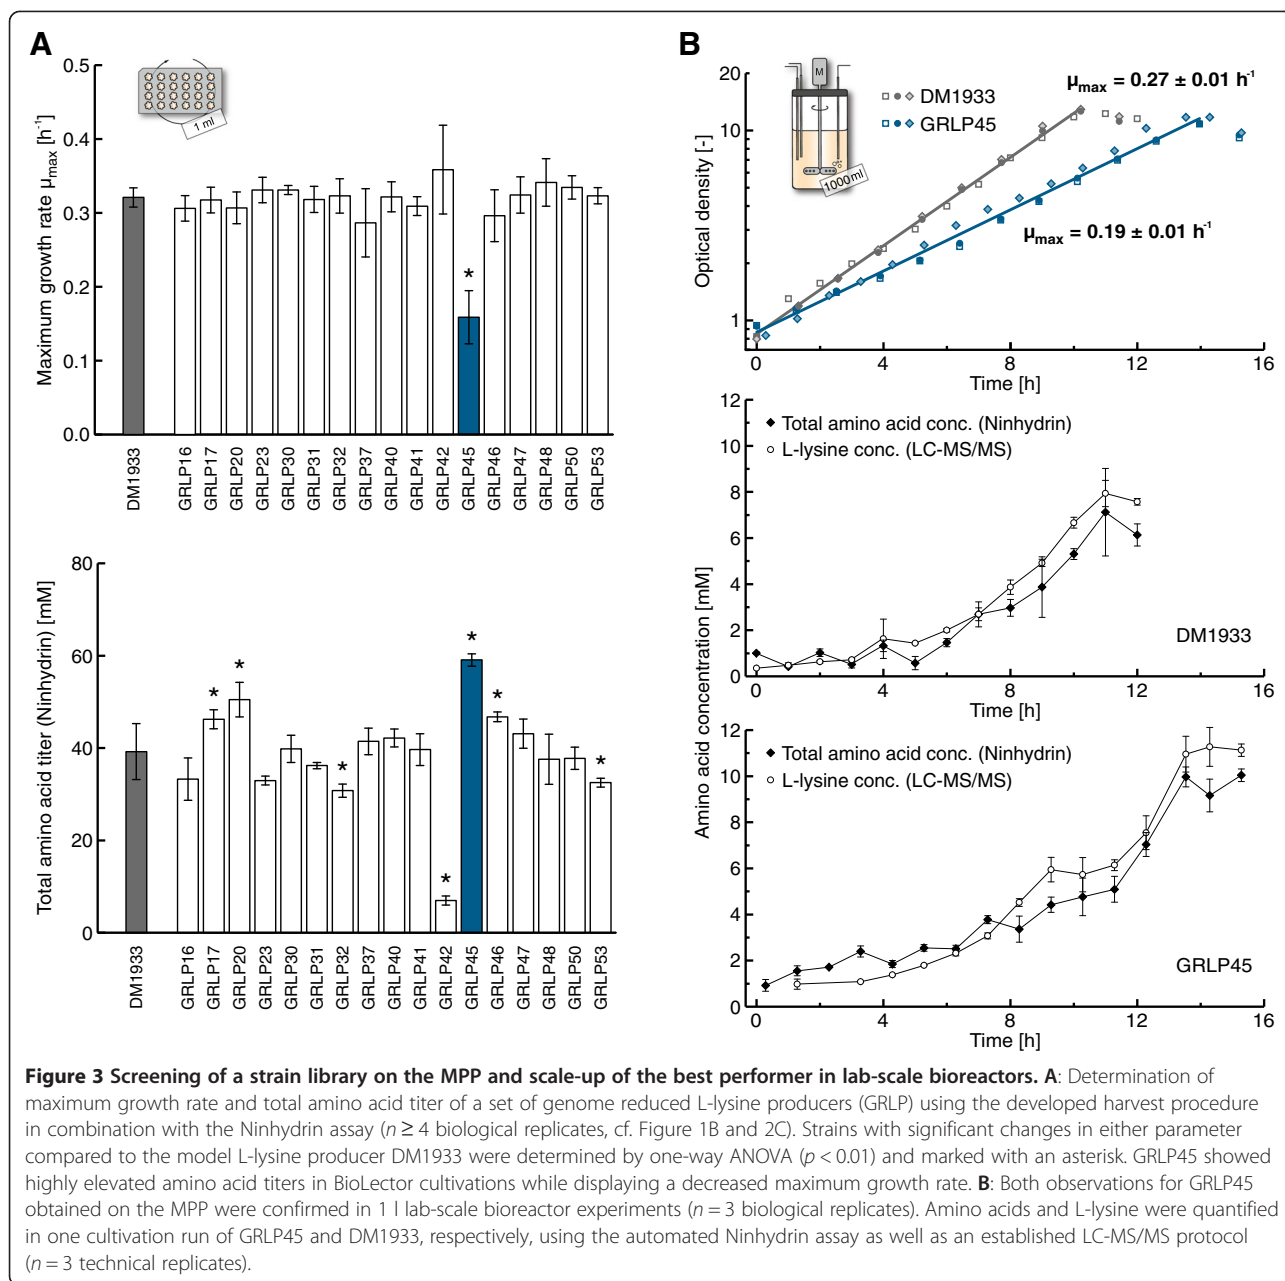 A
0.5
0.4
0.3
0.2
0.1
0.0
Maximum growth rate µmax [h-1]
1 ml
*
DM1933
GRLP16
GRLP17
GRLP20
GRLP23
GRLP30
GRLP31
GRLP32
GRLP37
GRLP40
GRLP41
GRLP42
GRLP45
GRLP46
GRLP47
GRLP48
GRLP50
GRLP53
80
60
40
20
0
Total amino acid titer (Ninhydrin) [mM]
*
*
*
*
*
*
*
DM1933
GRLP16
GRLP17
GRLP20
GRLP23
GRLP30
GRLP31
GRLP32
GRLP37
GRLP40
GRLP41
GRLP42
GRLP45
GRLP46
GRLP47
GRLP48
GRLP50
GRLP53
B
20
10
1
Optical density [-]
M
1000 ml
DM1933
GRLP45
µmax = 0.27 ± 0.01 h-1
µmax = 0.19 ± 0.01 h-1
0 4 8 12 16
Time [h]
12
10
8
6
4
2
0
Total amino acid conc. (Ninhydrin)
L-lysine conc. (LC-MS/MS)
DM1933
0 4 8 12 16
Time [h]
Amino acid concentration [mM]
12
10
8
6
4
2
0
Total amino acid conc. (Ninhydrin)
L-lysine conc. (LC-MS/MS)
GRLP45
0 4 8 12 16
Time [h]
Figure 3 Screening of a strain library on the MPP and scale-up of the best performer in lab-scale bioreactors. A: Determination of
maximum growth rate and total amino acid titer of a set of genome reduced L-lysine producers (GRLP) using the developed harvest procedure
in combination with the Ninhydrin assay (n ≥ 4 biological replicates, cf. Figure 1B and 2C). Strains with significant changes in either parameter
compared to the model L-lysine producer DM1933 were determined by one-way ANOVA (p < 0.01) and marked with an asterisk. GRLP45 showed
highly elevated amino acid titers in BioLector cultivations while displaying a decreased maximum growth rate. B: Both observations for GRLP45
obtained on the MPP were confirmed in 1 l lab-scale bioreactor experiments (n = 3 biological replicates). Amino acids and L-lysine were quantified
in one cultivation run of GRLP45 and DM1933, respectively, using the automated Ninhydrin assay as well as an established LC-MS/MS protocol
(n = 3 technical replicates).